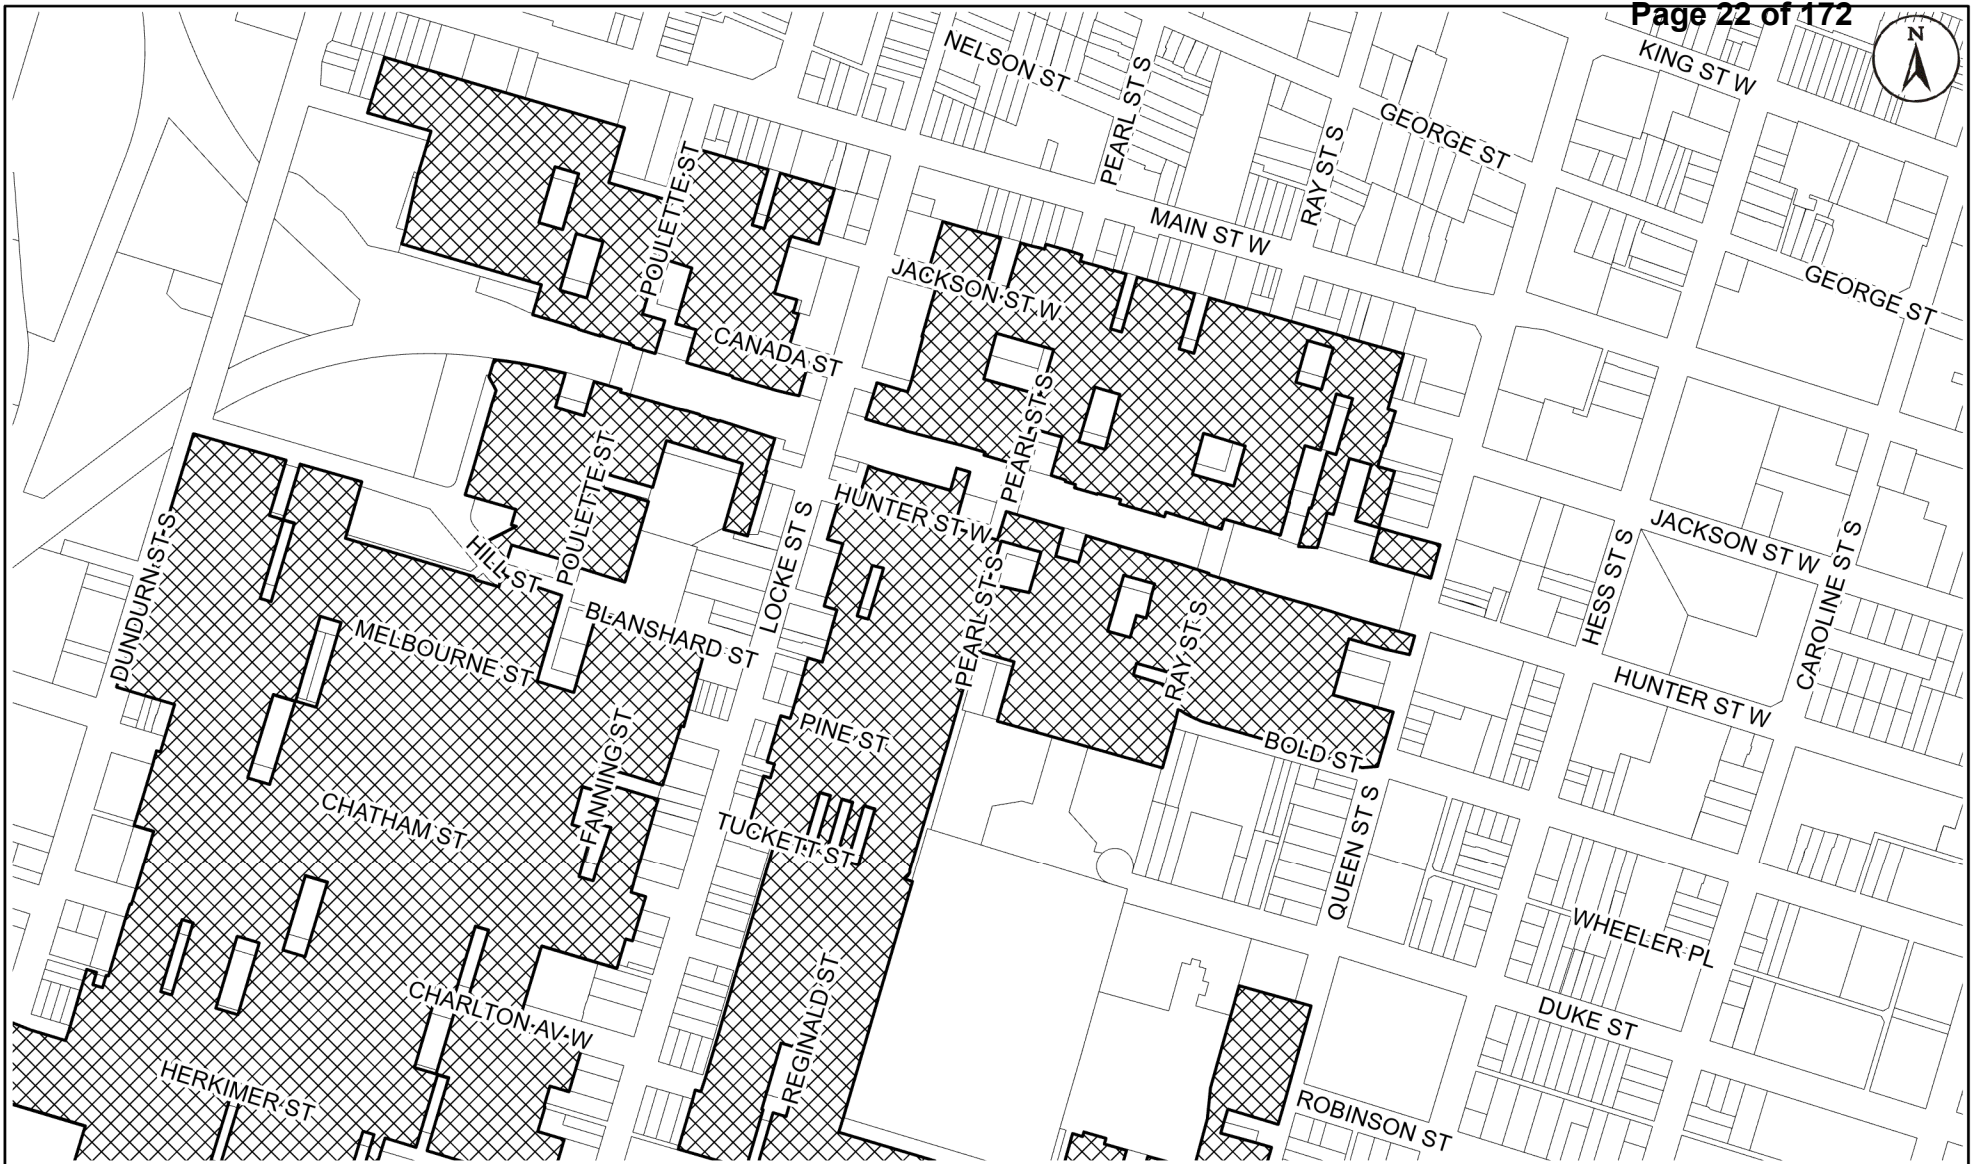 Page 22 of 172
N
NELSON ST
KING ST W
PEARL ST S
GEORGE ST
RAY ST S
POULETTE ST
MAIN ST W
GEORGE ST
JACKSON ST W
CANADA ST
PEARL ST S
POULETTE ST
HUNTER ST W
LOCKE ST S
JACKSON ST W
HESS ST S
CAROLINE ST S
DUNDURN ST S
HILL ST
PEARL ST S
BLANSHARD ST
MELBOURNE ST
RAY ST S
HUNTER ST W
PINE ST
BOLD ST
FANNING ST
CHATHAM ST
TUCKETT ST
QUEEN ST S
WHEELER PL
CHARLTON AV W
REGINALD ST
DUKE ST
HERKIMER ST
ROBINSON ST